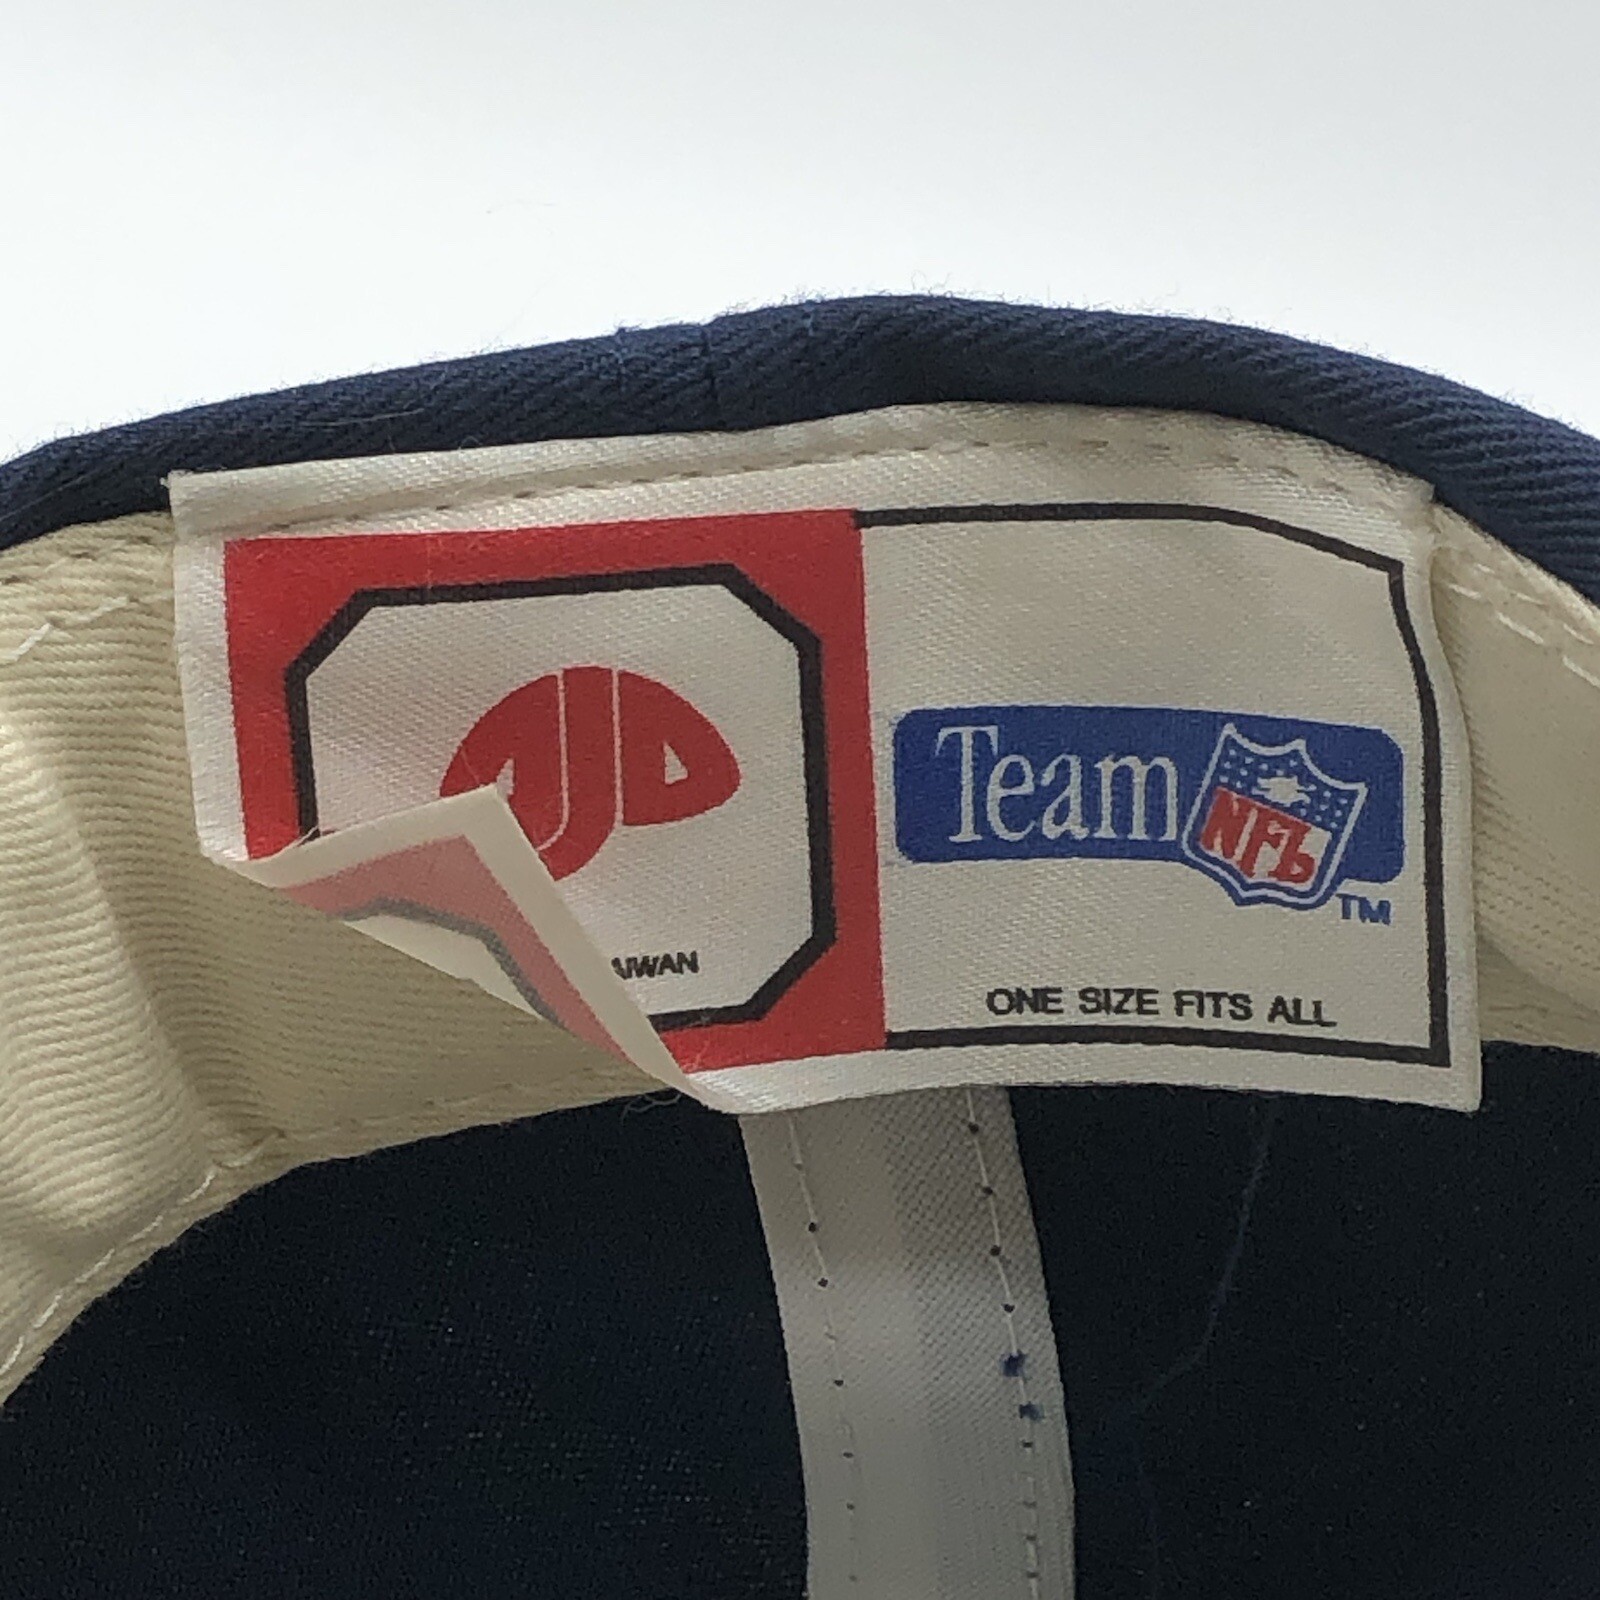 AJD
AIWAN
Team NFL
TM
ONE SIZE FITS ALL